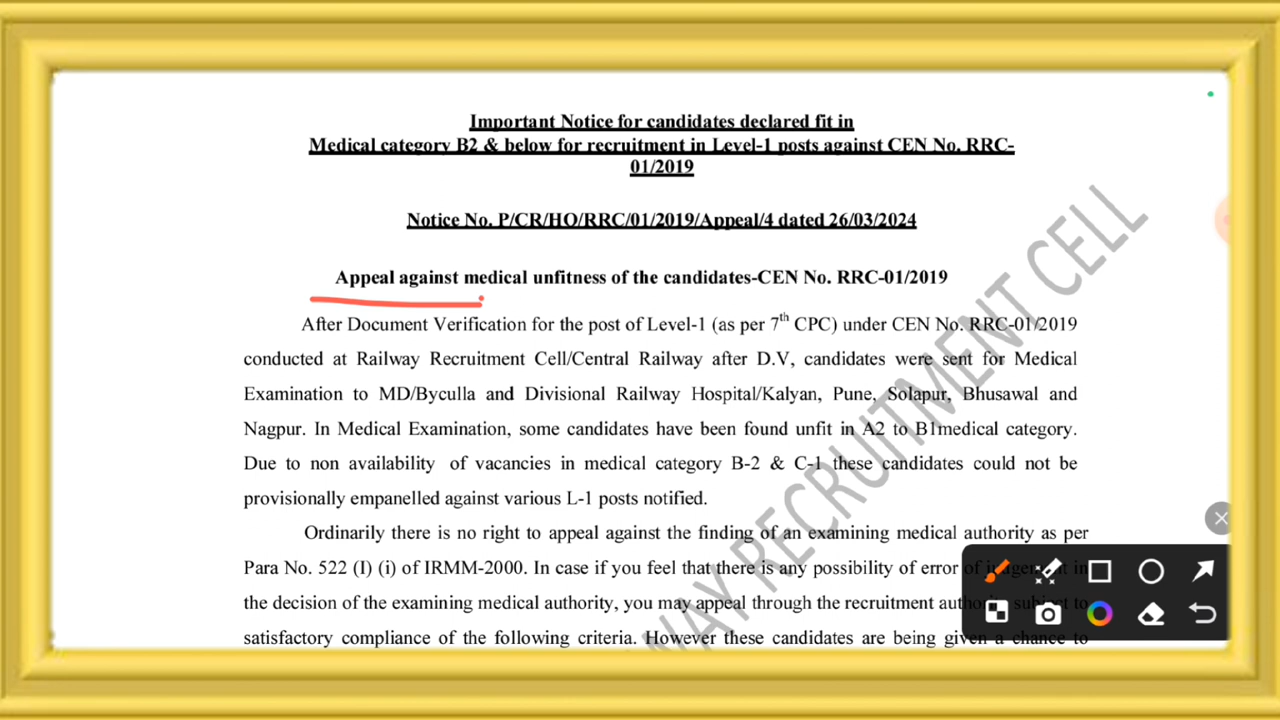 Important Notice for candidates declared fit in
Medical category B2 & below for recruitment in Level-1 posts against CEN No. RRC-
01/2019
Notice No. P/CR/HO/RRC/01/2019/Appeal/4 dated 26/03/2024
Appeal against medical unfitness of the candidates-CEN No. RRC-01/2019
After Document Verification for the post of Level-1 (as per 7th CPC) under CEN No. RRC-01/2019
conducted at Railway Recruitment Cell/Central Railway after D.V, candidates were sent for Medical
Examination to MD/Byculla and Divisional Railway Hospital/Kalyan, Pune, Solapur, Bhusawal and
Nagpur. In Medical Examination, some candidates have been found unfit in A2 to B1medical category.
Due to non availability of vacancies in medical category B-2 & C-1 these candidates could not be
provisionally empanelled against various L-1 posts notified.
Ordinarily there is no right to appeal against the finding of an examining medical authority as per
Para No. 522 (I) (i) of IRMM-2000. In case if you feel that there is any possibility of error of in
the decision of the examining medical authority, you may appeal through the recruitment authority subject to
satisfactory compliance of the following criteria. However these candidates are being given a chance to
WAY RECRUITMENT CELL